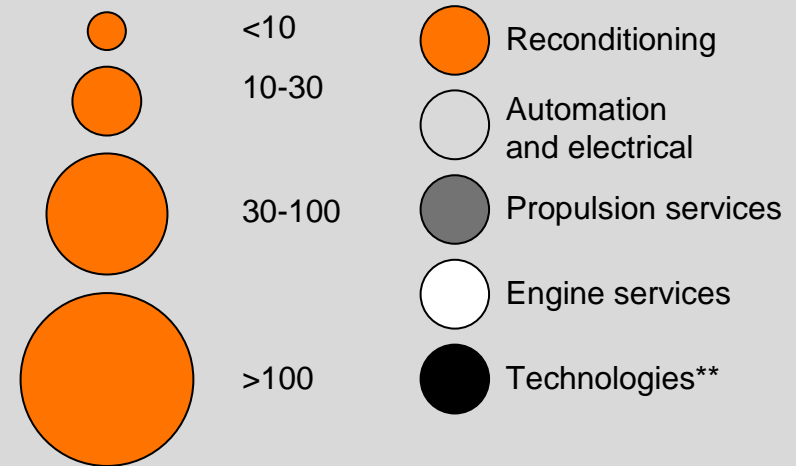 <10
10-30
30-100
>100
Reconditioning
Automation
and electrical
Propulsion services
Engine services
Technologies**